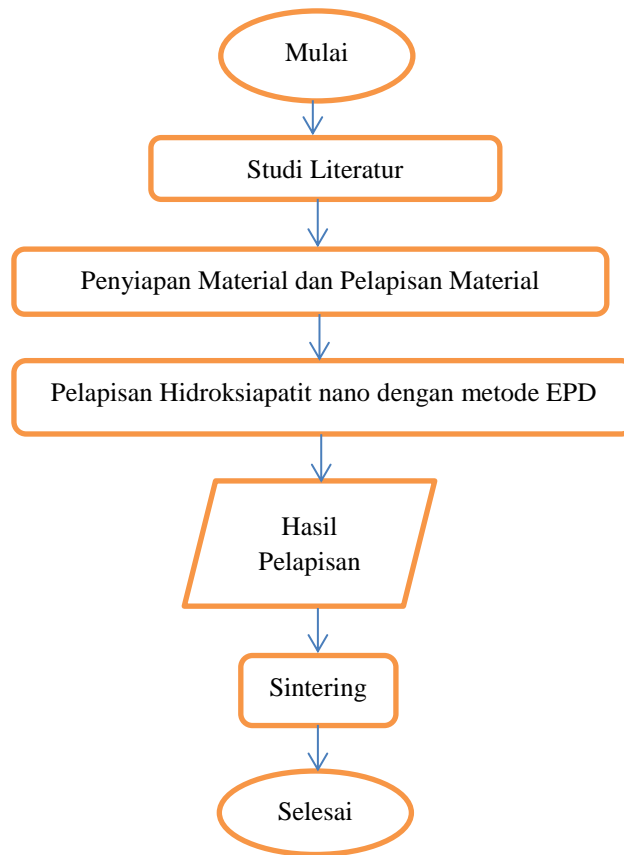 Mulai
Studi Literatur
Penyiapan Material dan Pelapisan Material
Pelapisan Hidroksiapatit nano dengan metode EPD
Hasil
Pelapisan
Sintering
Selesai